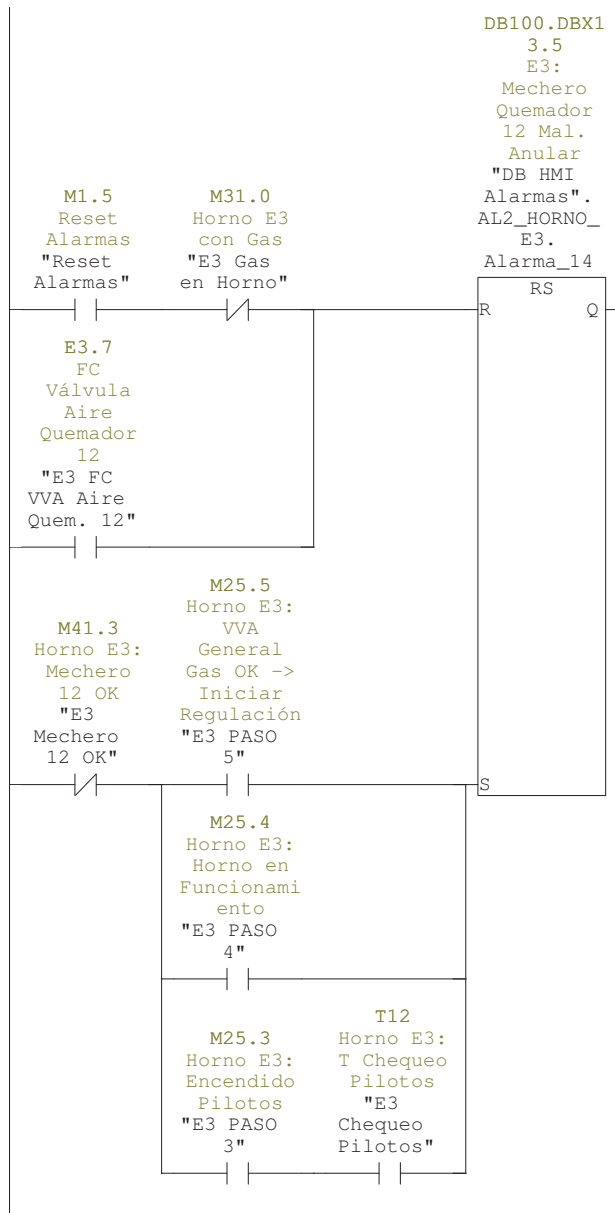 DB100.DBX1
3.5
E3:
Mechero
Quemador
12 Mal.
Anular
"DB HMI
Alarmas".
AL2_HORNO_
E3.
Alarma_14
M1.5
Reset
Alarmas
"Reset
Alarmas"
M31.0
Horno E3
con Gas
"E3 Gas
en Horno"
RS
R
Q
E3.7
FC
Válvula
Aire
Quemador
12
"E3 FC
VVA Aire
Quem. 12"
M41.3
Horno E3:
Mechero
12 OK
"E3
Mechero
12 OK"
M25.5
Horno E3:
VVA
General
Gas OK ->
Iniciar
Regulación
"E3 PASO
5"
S
M25.4
Horno E3:
Horno en
Funcionami
ento
"E3 PASO
4"
M25.3
Horno E3:
Encendido
Pilotos
"E3 PASO
3"
T12
Horno E3:
T Chequeo
Pilotos
"E3
Chequeo
Pilotos"